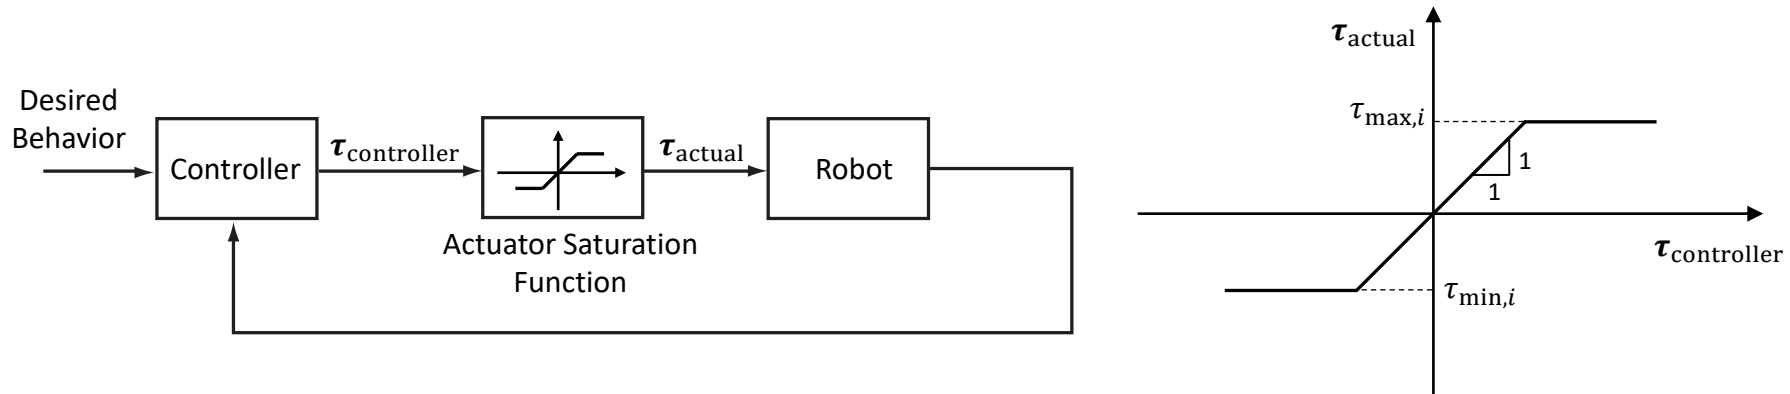 Desired
Behavior
Controller
τcontroller
τactual
Robot
Actuator Saturation
Function
τactual
τmax,i
1
1
τcontroller
τmin,i